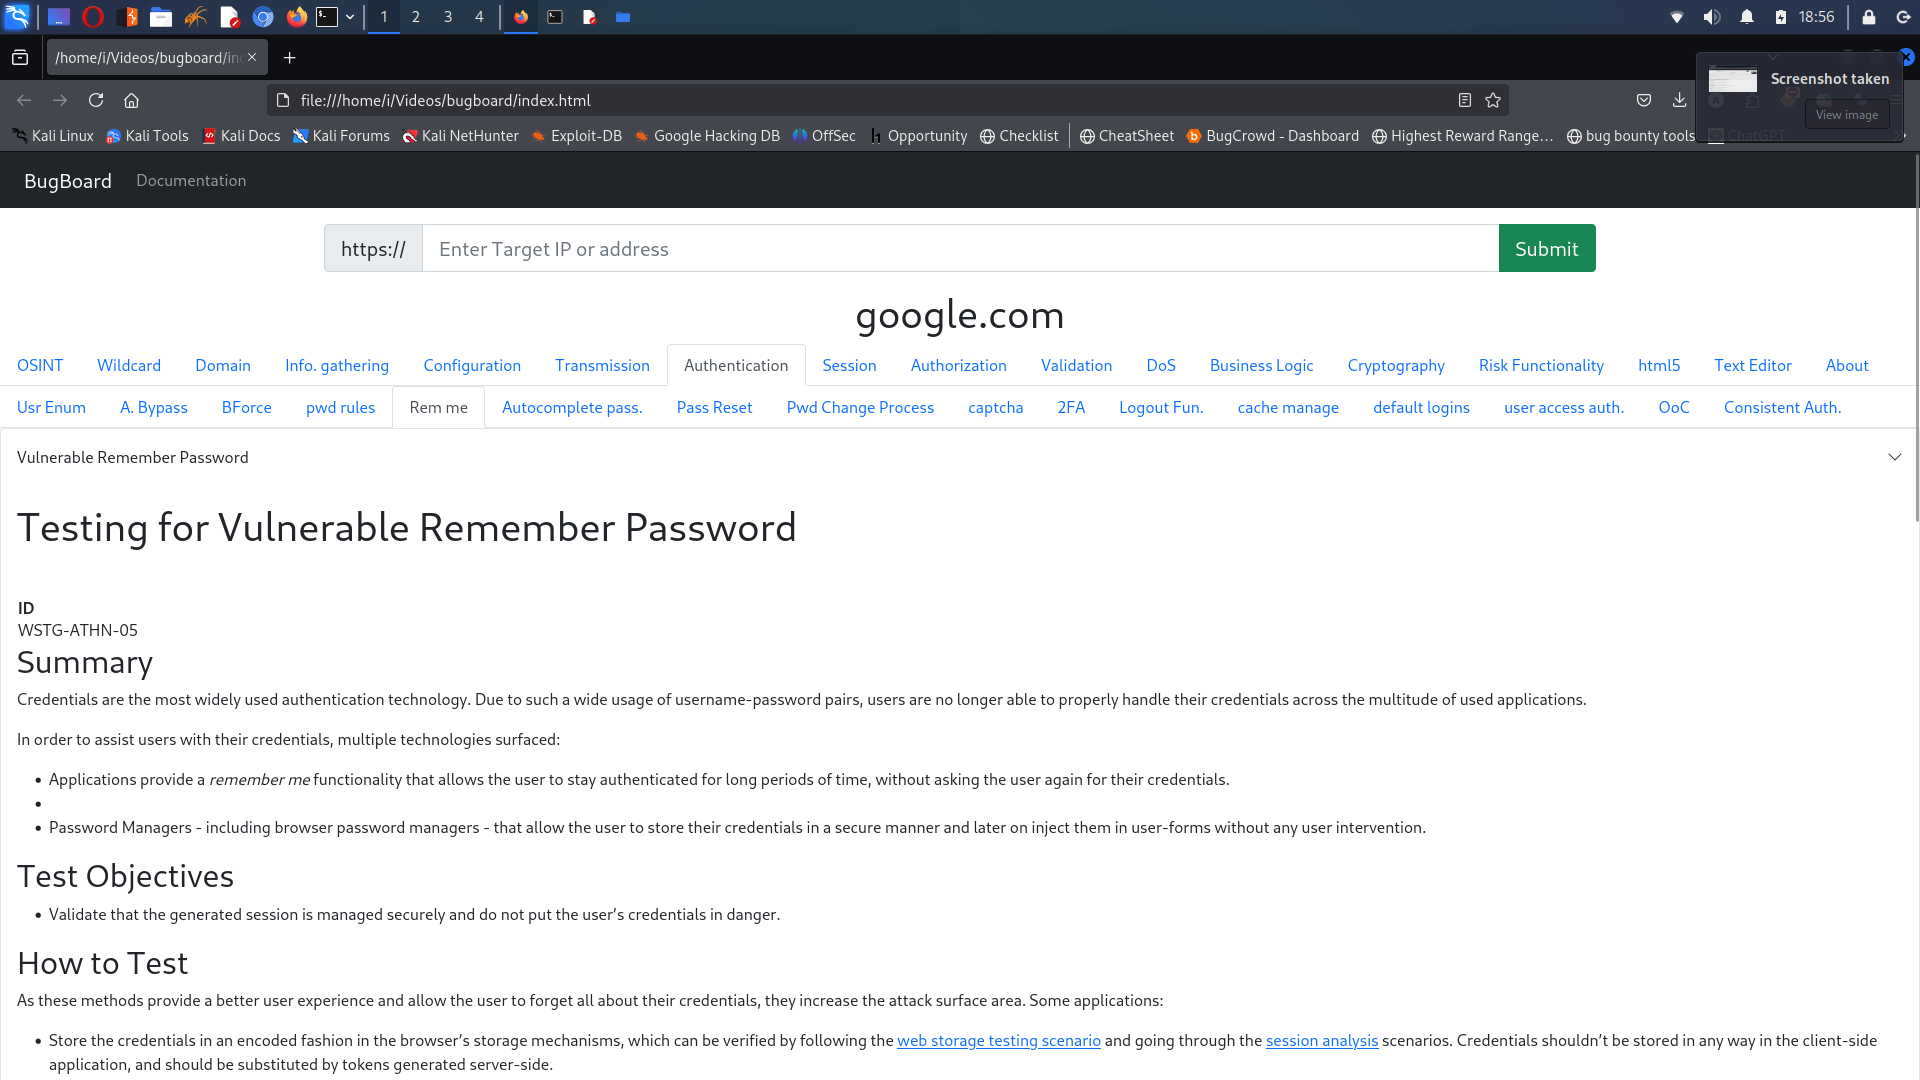 1 2 3 4 18:56
/home/i/Videos/bugboard/in
Screenshot taken
View image
file:///home/i/Videos/bugboard/index.html
Kali Linux Kali Tools Kali Docs Kali Forums Kali NetHunter Exploit-DB Google Hacking DB OffSec Opportunity Checklist CheatSheet BugCrowd - Dashboard Highest Reward Range... bug bounty tools ChatGPT
BugBoard Documentation
https:// Enter Target IP or address Submit
google.com
OSINT Wildcard Domain Info. gathering Configuration Transmission Authentication Session Authorization Validation DoS Business Logic Cryptography Risk Functionality html5 Text Editor About
Usr Enum A. Bypass BForce pwd rules Rem me Autocomplete pass. Pass Reset Pwd Change Process captcha 2FA Logout Fun. cache manage default logins user access auth. OoC Consistent Auth.
Vulnerable Remember Password
Testing for Vulnerable Remember Password
ID
WSTG-ATHN-05
Summary
Credentials are the most widely used authentication technology. Due to such a wide usage of username-password pairs, users are no longer able to properly handle their credentials across the multitude of used applications.
In order to assist users with their credentials, multiple technologies surfaced:
• Applications provide a remember me functionality that allows the user to stay authenticated for long periods of time, without asking the user again for their credentials.
•
• Password Managers - including browser password managers - that allow the user to store their credentials in a secure manner and later on inject them in user-forms without any user intervention.
Test Objectives
• Validate that the generated session is managed securely and do not put the user’s credentials in danger.
How to Test
As these methods provide a better user experience and allow the user to forget all about their credentials, they increase the attack surface area. Some applications:
• Store the credentials in an encoded fashion in the browser’s storage mechanisms, which can be verified by following the web storage testing scenario and going through the session analysis scenarios. Credentials shouldn’t be stored in any way in the client-side
application, and should be substituted by tokens generated server-side.